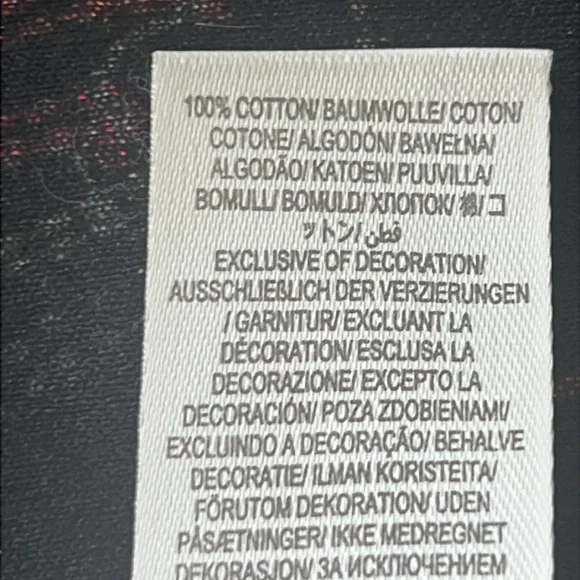 100% COTTON/ BAUMWOLLE/ COTON/
COTONE/ ALGODÓN/ BAWEŁNA/
ALGODÃO/ KATOEN/ PUUVILLA/
BOMULL/ BOMULD/ ХЛОПОК/ 棉/ コ
ットン/ قطن
EXCLUSIVE OF DECORATION/
AUSSCHLIEßLICH DER VERZIERUNGEN
/ GARNITUR/ EXCLUANT LA
DÉCORATION/ ESCLUSA LA
DECORAZIONE/ EXCEPTO LA
DECORACIÓN/ POZA ZDOBIENIAMI/
EXCLUINDO A DECORAÇÃO/ BEHALVE
DECORATIE/ ILMAN KORISTEITA/
FÖRUTOM DEKORATION/ UDEN
PÅSÆTNINGER/ IKKE MEDREGNET
DEKORASJON/ ЗА ИСКЛЮЧЕНИЕМ